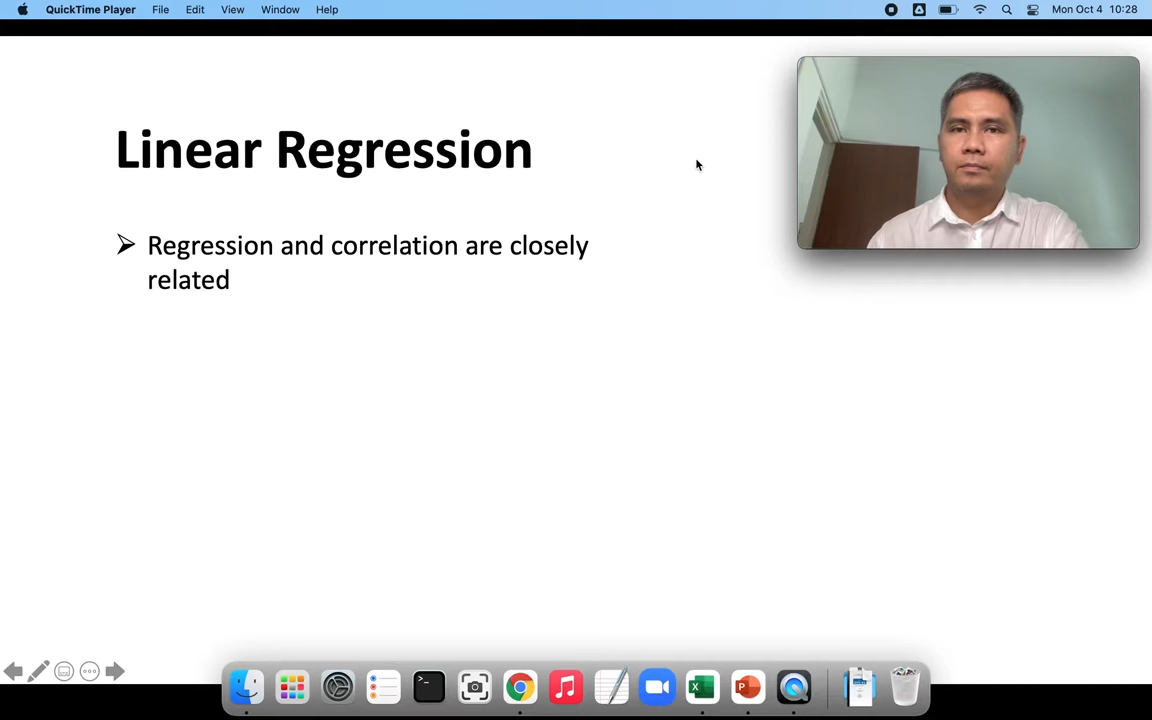 QuickTime Player File Edit View Window Help Mon Oct 4 10:28
Linear Regression
➢ Regression and correlation are closely
related